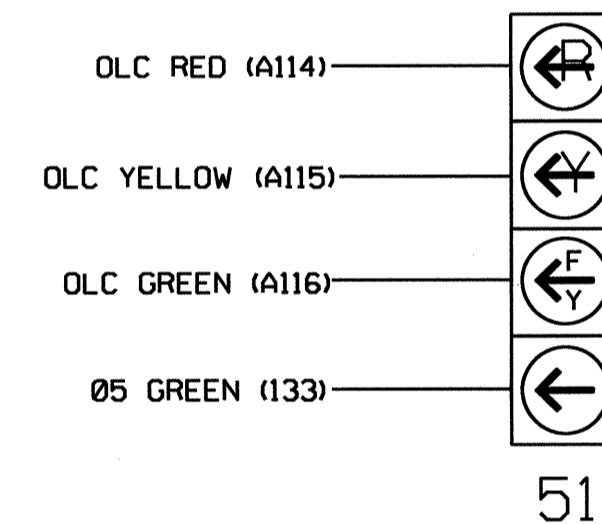 OLC RED (A114)
R
OLC YELLOW (A115)
Y
OLC GREEN (A116)
F
Y
Ø5 GREEN (133)
51